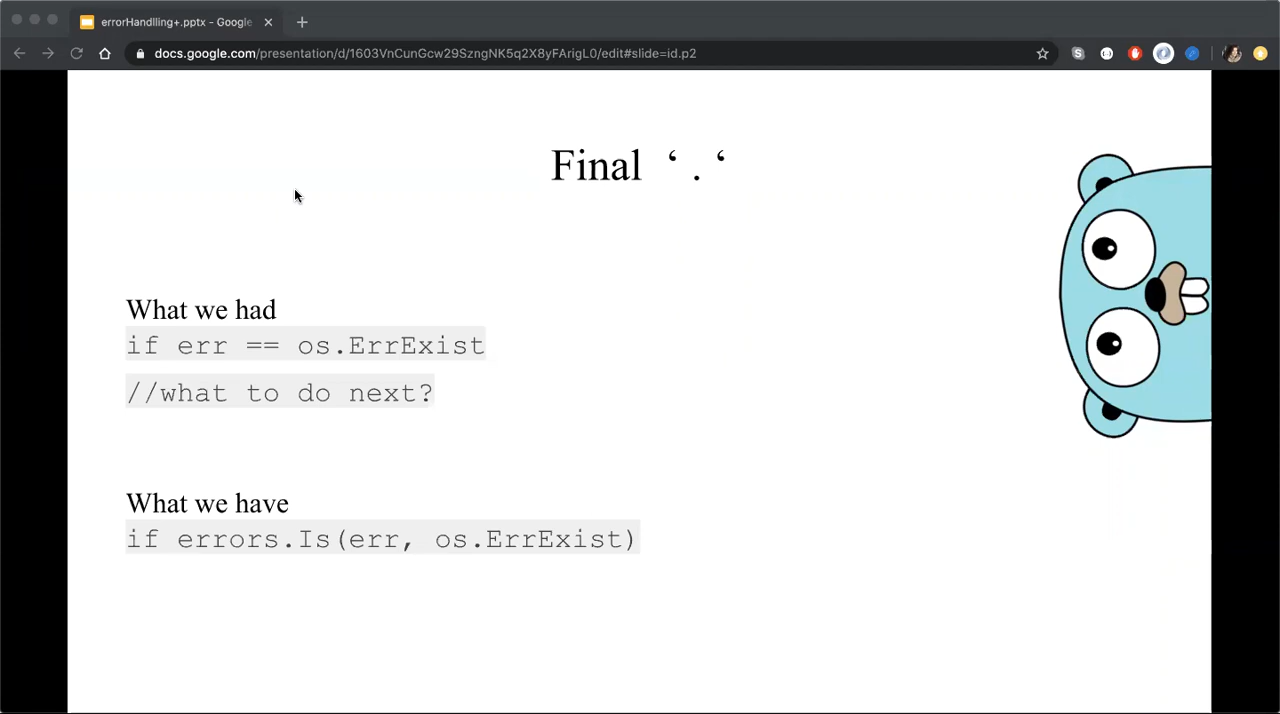 errorHandlling+.pptx - Google
docs.google.com/presentation/d/1603VnCunGcw29SzngNK5q2X8yFArigL0/edit#slide=id.p2
Final ‘ . ‘
What we had
if err == os.ErrExist
//what to do next?
What we have
if errors.Is(err, os.ErrExist)